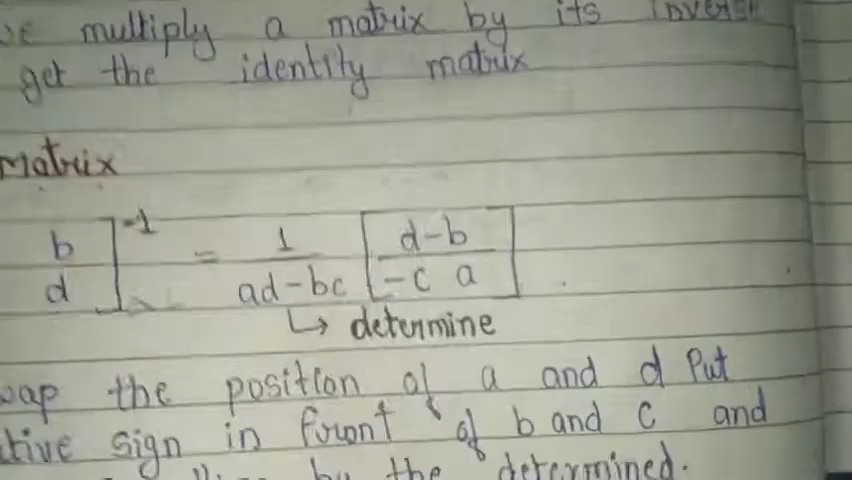 multiply a matrix by its
get the identity matrix
Matrix
b
d ]⁻¹ = 1 / ad-bc [ d -b
-c a ]
↳ determine
the position of a and d Put
sign in front of b and c and
by the determined.